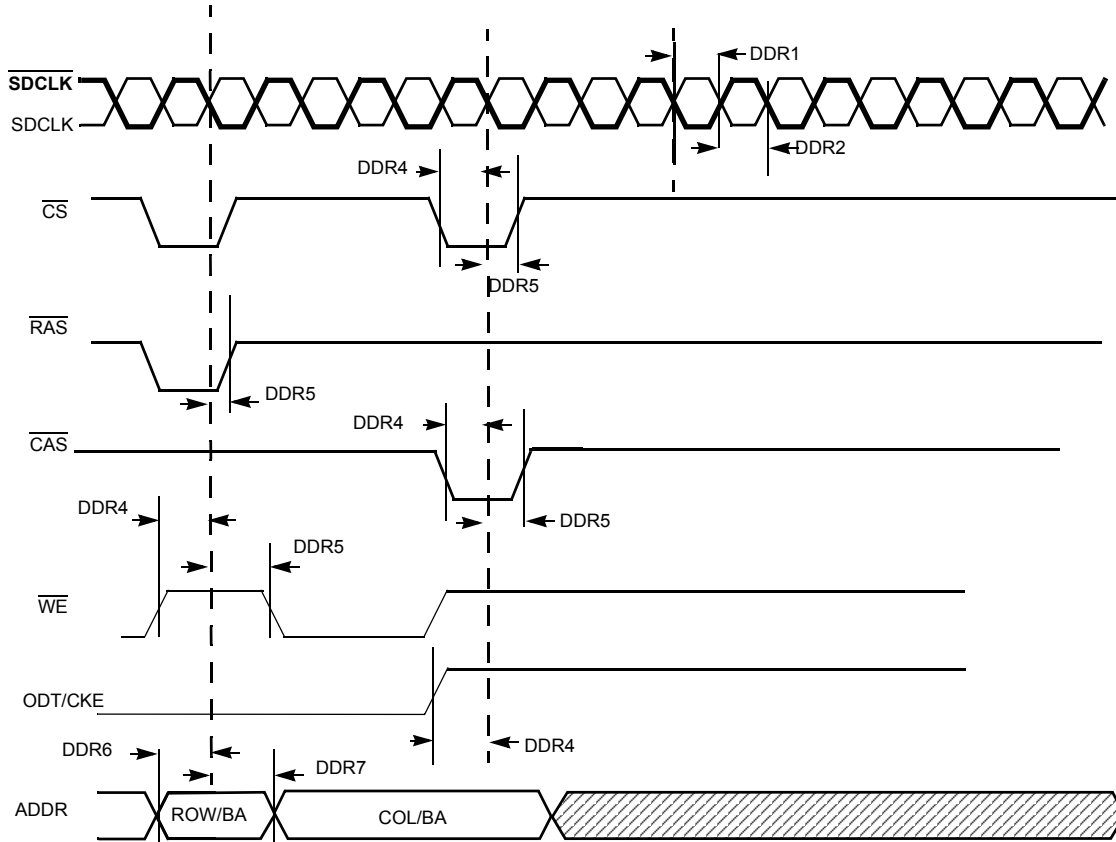 DDR1
SDCLK
SDCLK
DDR2
DDR4
CS
DDR5
RAS
DDR5
DDR4
CAS
DDR4
DDR5
DDR5
WE
ODT/CKE
DDR4
DDR6
DDR7
ADDR
ROW/BA
COL/BA